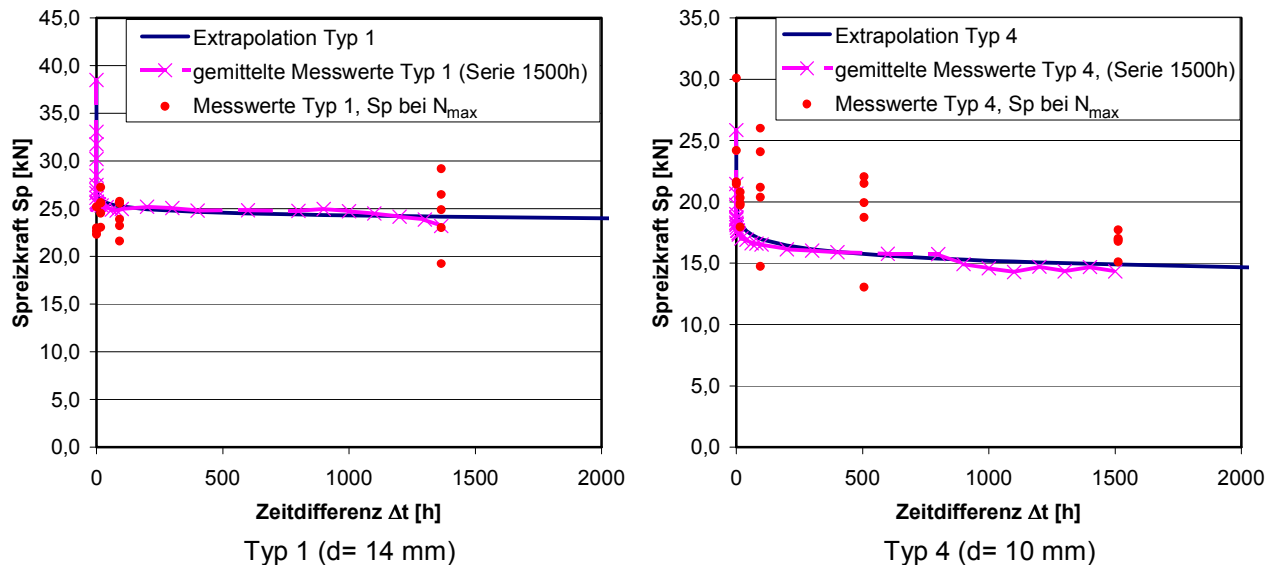 45,0
40,0
35,0
30,0
25,0
20,0
15,0
10,0
5,0
0,0
Spreizkraft Sp [kN]
Extrapolation Typ 1
gemittelte Messwerte Typ 1 (Serie 1500h)
Messwerte Typ 1, Sp bei Nmax
0 500 1000 1500 2000
Zeitdifferenz Δt [h]
Typ 1 (d= 14 mm)
35,0
30,0
25,0
20,0
15,0
10,0
5,0
0,0
Spreizkraft Sp [kN]
Extrapolation Typ 4
gemittelte Messwerte Typ 4, (Serie 1500h)
Messwerte Typ 4, Sp bei Nmax
0 500 1000 1500 2000
Zeitdifferenz Δt [h]
Typ 4 (d= 10 mm)